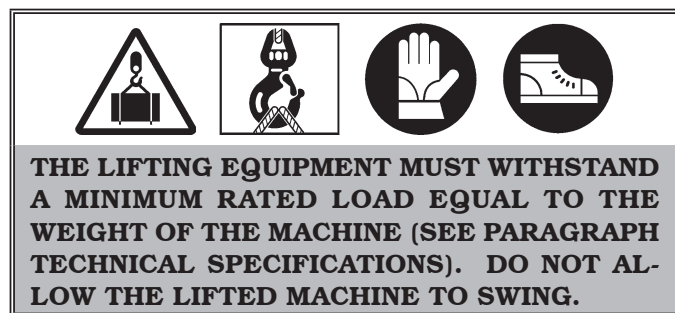 THE LIFTING EQUIPMENT MUST WITHSTAND
A MINIMUM RATED LOAD EQUAL TO THE
WEIGHT OF THE MACHINE (SEE PARAGRAPH
TECHNICAL SPECIFICATIONS). DO NOT AL-
LOW THE LIFTED MACHINE TO SWING.